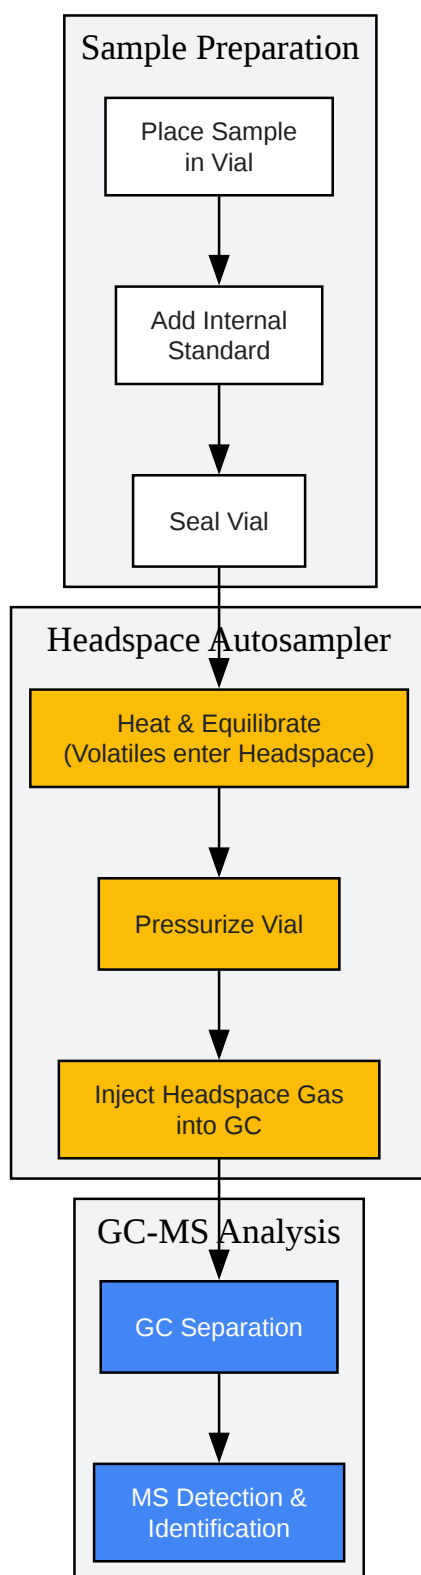 Sample Preparation
Place Sample
in Vial
Add Internal
Standard
Seal Vial
Headspace Autosampler
Heat & Equilibrate
(Volatiles enter Headspace)
Pressurize Vial
Inject Headspace Gas
into GC
GC-MS Analysis
GC Separation
MS Detection &
Identification